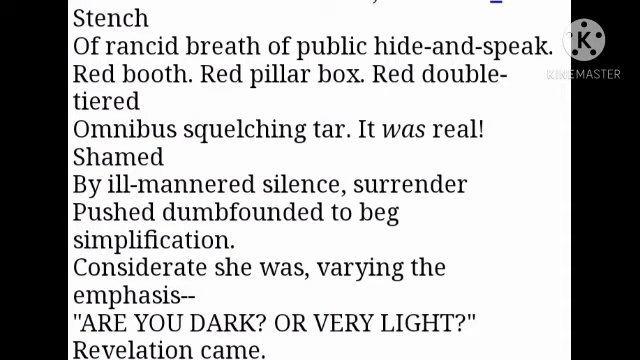 Stench
Of rancid breath of public hide-and-speak.
Red booth. Red pillar box. Red double-
tiered
Omnibus squelching tar. It was real!
Shamed
By ill-mannered silence, surrender
Pushed dumbfounded to beg
simplification.
Considerate she was, varying the
emphasis--
"ARE YOU DARK? OR VERY LIGHT?"
Revelation came.
KINEMASTER